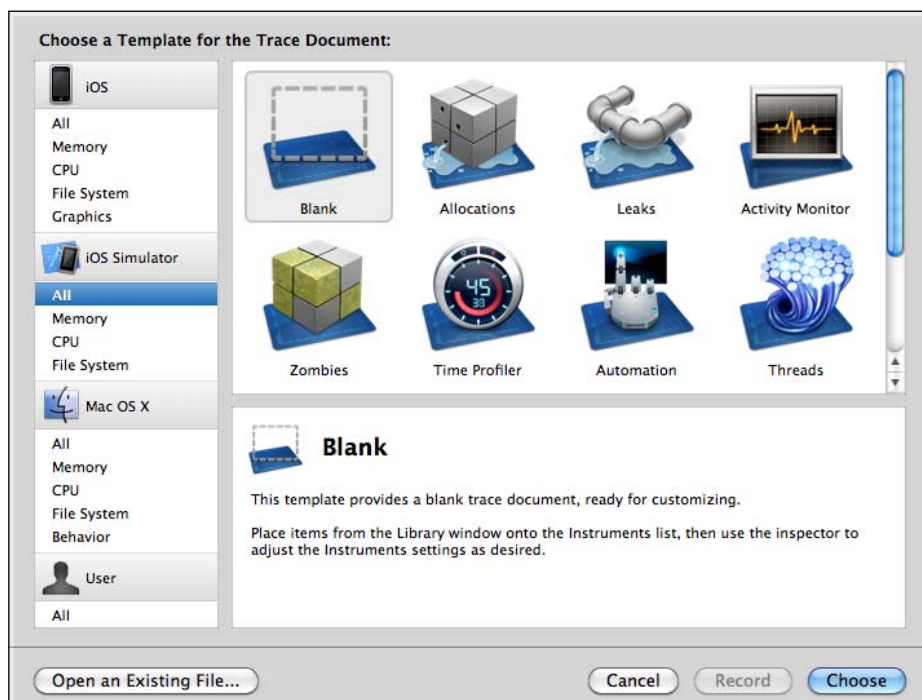 Choose a Template for the Trace Document:
iOS
All
Memory
CPU
File System
Graphics
iOS Simulator
All
Memory
CPU
File System
Mac OS X
All
Memory
CPU
File System
Behavior
User
All
Blank
Allocations
Leaks
Activity Monitor
45
38
Zombies
Time Profiler
Automation
Threads
Blank
This template provides a blank trace document, ready for customizing.
Place items from the Library window onto the Instruments list, then use the inspector to
adjust the Instruments settings as desired.
Open an Existing File...
Cancel
Record
Choose